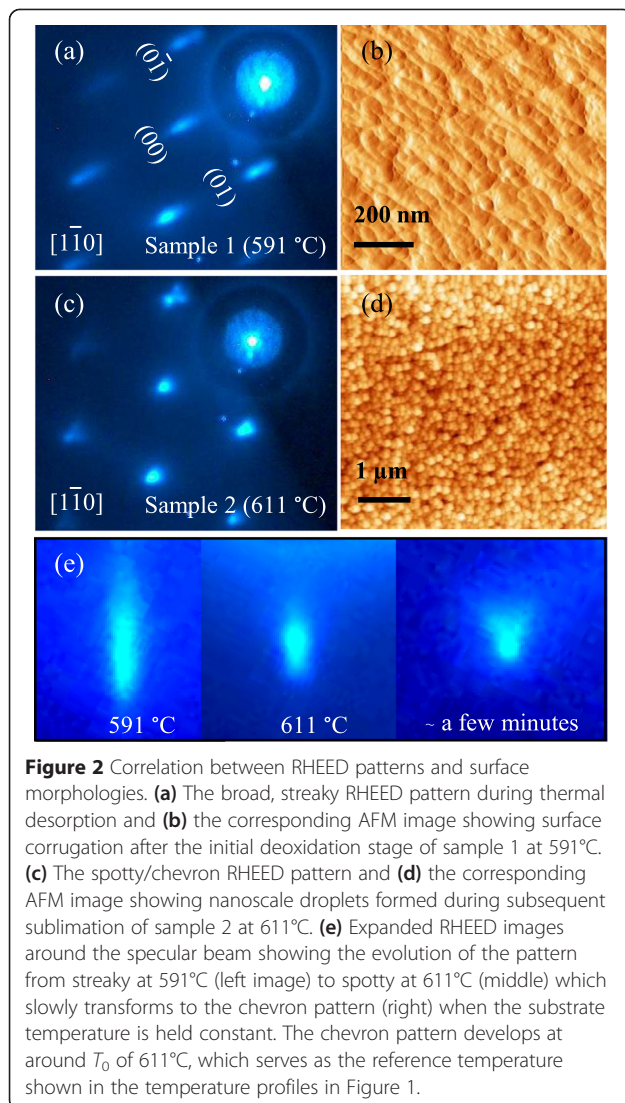 (a)
(01̄)
(00)
(01)
[11̄0]
Sample 1 (591 °C)
(b)
200 nm
(c)
[11̄0]
Sample 2 (611 °C)
(d)
1 µm
(e)
591 °C
611 °C
~ a few minutes
Figure 2 Correlation between RHEED patterns and surface
morphologies. (a) The broad, streaky RHEED pattern during thermal
desorption and (b) the corresponding AFM image showing surface
corrugation after the initial deoxidation stage of sample 1 at 591°C.
(c) The spotty/chevron RHEED pattern and (d) the corresponding
AFM image showing nanoscale droplets formed during subsequent
sublimation of sample 2 at 611°C. (e) Expanded RHEED images
around the specular beam showing the evolution of the pattern
from streaky at 591°C (left image) to spotty at 611°C (middle) which
slowly transforms to the chevron pattern (right) when the substrate
temperature is held constant. The chevron pattern develops at
around T0 of 611°C, which serves as the reference temperature
shown in the temperature profiles in Figure 1.